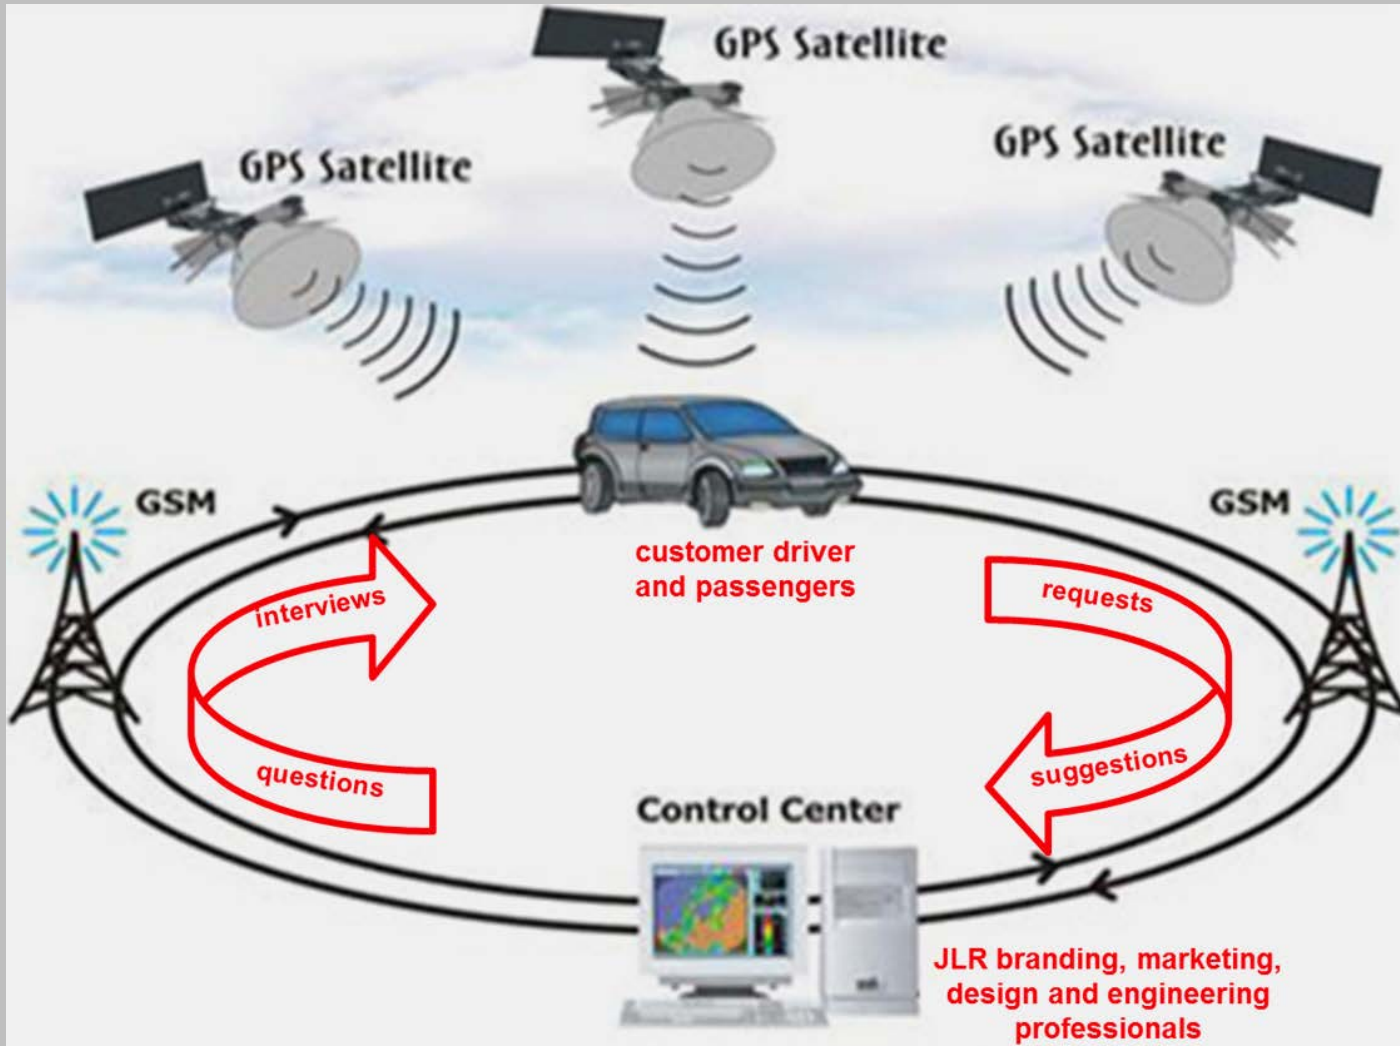 GPS Satellite
GPS Satellite
GPS Satellite
GSM
GSM
customer driver
and passengers
interviews
requests
questions
suggestions
Control Center
JLR branding, marketing,
design and engineering
professionals